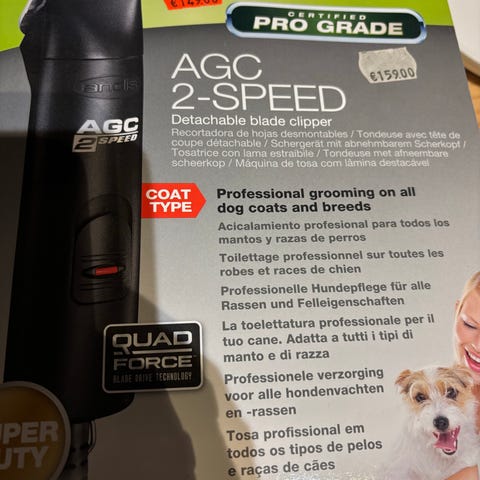 €149.00
CERTIFIED
PRO GRADE
€159.00
andis
AGC
2-SPEED
Detachable blade clipper
Recortadora de hojas desmontables / Tondeuse avec tête de
coupe détachable / Schergerät mit abnehmbarem Scherkopf /
Tosatrice con lama estraibile / Tondeuse met afneembare
scheerkop / Máquina de tosa com lâmina destacável
AGC
2 SPEED
COAT
TYPE
Professional grooming on all
dog coats and breeds
Acicalamiento profesional para todos los
mantos y razas de perros
Toilettage professionnel sur toutes les
robes et races de chien
Professionelle Hundepflege für alle
Rassen und Felleigenschaften
La toelettatura professionale per il
tuo cane. Adatta a tutti i tipi di
manto e di razza
Professionele verzorging
voor alle hondenvachten
en -rassen
Tosa profissional em
todos os tipos de pelos
e raças de cães
QUAD
FORCE
BLADE DRIVE TECHNOLOGY
UPER
UTY